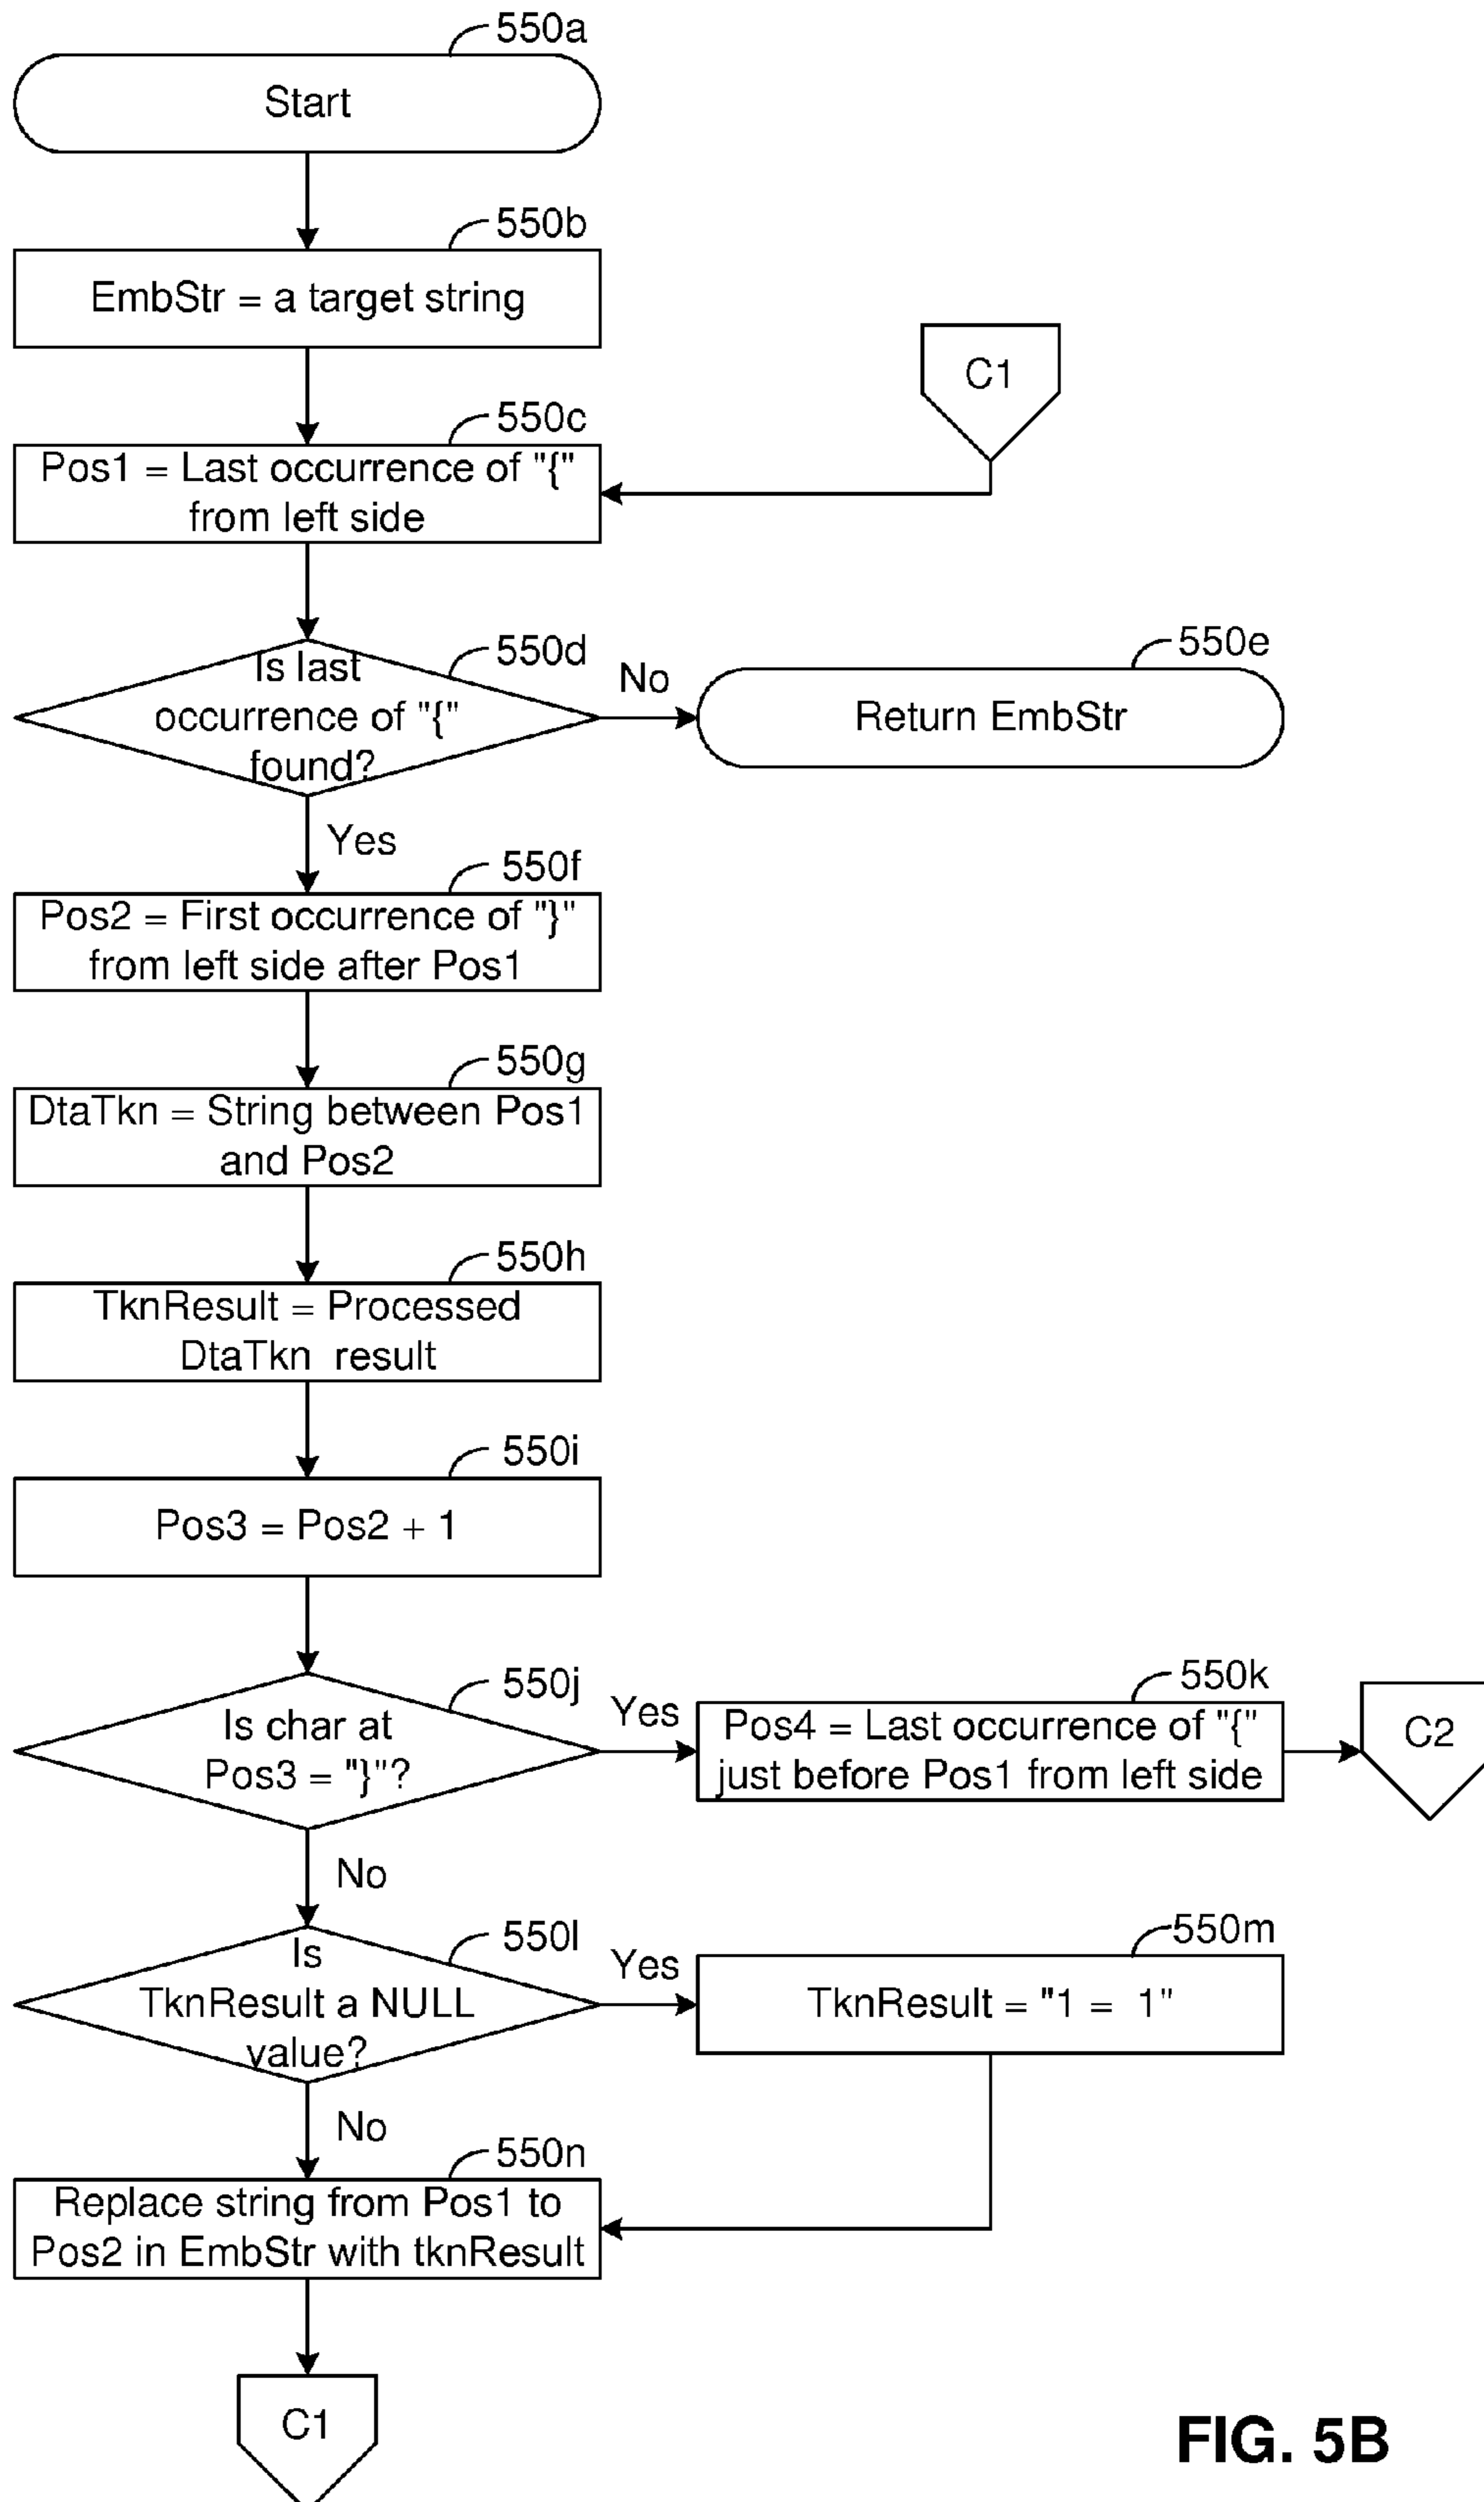 550a
Start
550b
EmbStr = a target string
C1
550c
Pos1 = Last occurrence of "{"
from left side
550d
Is last
occurrence of "{"
found?
No
550e
Return EmbStr
Yes
550f
Pos2 = First occurrence of "}"
from left side after Pos1
550g
DtaTkn = String between Pos1
and Pos2
550h
TknResult = Processed
DtaTkn result
550i
Pos3 = Pos2 + 1
550j
Is char at
Pos3 = "}"?
Yes
550k
Pos4 = Last occurrence of "{"
just before Pos1 from left side
C2
No
550l
Is
TknResult a NULL
value?
Yes
550m
TknResult = "1 = 1"
No
550n
Replace string from Pos1 to
Pos2 in EmbStr with tknResult
C1
FIG. 5B